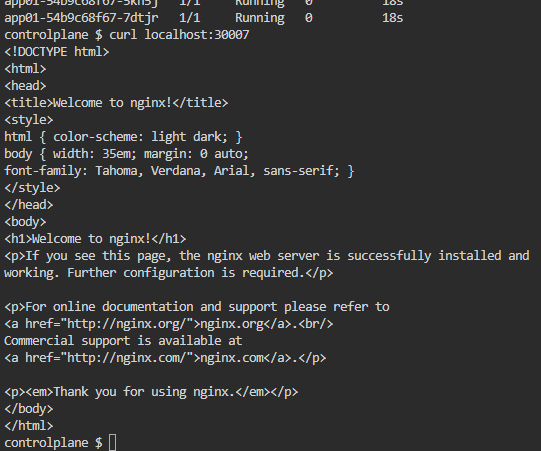 app01-54b9c68f67-5kh5j   1/1     Running   0          18s
app01-54b9c68f67-7dtjr   1/1     Running   0          18s
controlplane $ curl localhost:30007
<!DOCTYPE html>
<html>
<head>
<title>Welcome to nginx!</title>
<style>
html { color-scheme: light dark; }
body { width: 35em; margin: 0 auto;
font-family: Tahoma, Verdana, Arial, sans-serif; }
</style>
</head>
<body>
<h1>Welcome to nginx!</h1>
<p>If you see this page, the nginx web server is successfully installed and
working. Further configuration is required.</p>

<p>For online documentation and support please refer to
<a href="http://nginx.org/">nginx.org</a>.<br/>
Commercial support is available at
<a href="http://nginx.com/">nginx.com</a>.</p>

<p><em>Thank you for using nginx.</em></p>
</body>
</html>
controlplane $